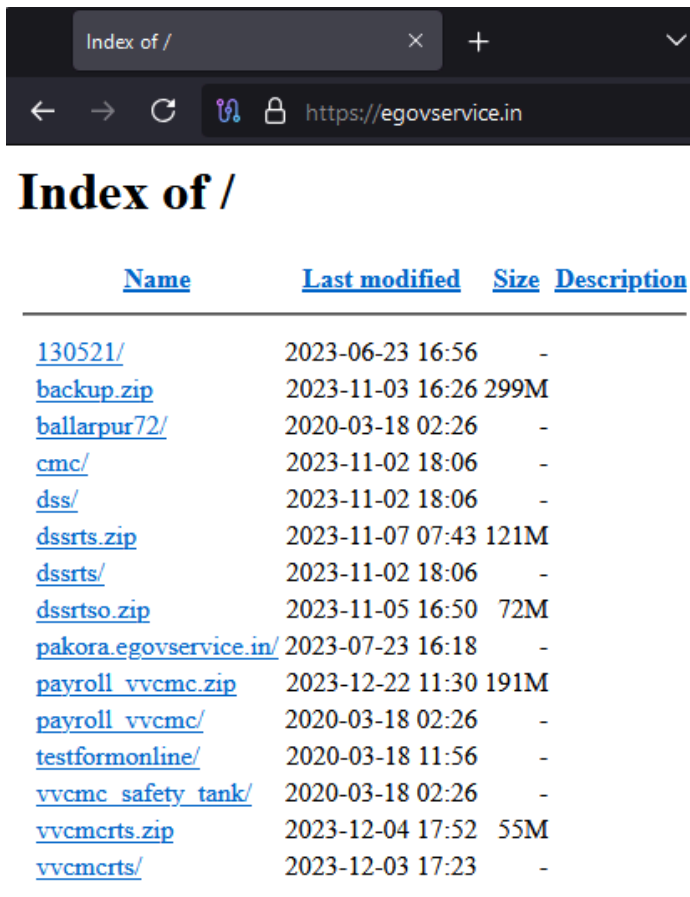 Index of /
https://egovservice.in
Index of /
Name Last modified Size Description
130521/ 2023-06-23 16:56 -
backup.zip 2023-11-03 16:26 299M
ballarpur72/ 2020-03-18 02:26 -
cmc/ 2023-11-02 18:06 -
dss/ 2023-11-02 18:06 -
dssrts.zip 2023-11-07 07:43 121M
dssrts/ 2023-11-02 18:06 -
dssrtso.zip 2023-11-05 16:50 72M
pakora.egovservice.in/ 2023-07-23 16:18 -
payroll_vvcmc.zip 2023-12-22 11:30 191M
payroll_vvcmc/ 2020-03-18 02:26 -
testformonline/ 2020-03-18 11:56 -
vvcmc_safety_tank/ 2020-03-18 02:26 -
vvcmcrts.zip 2023-12-04 17:52 55M
vvcmcrts/ 2023-12-03 17:23 -